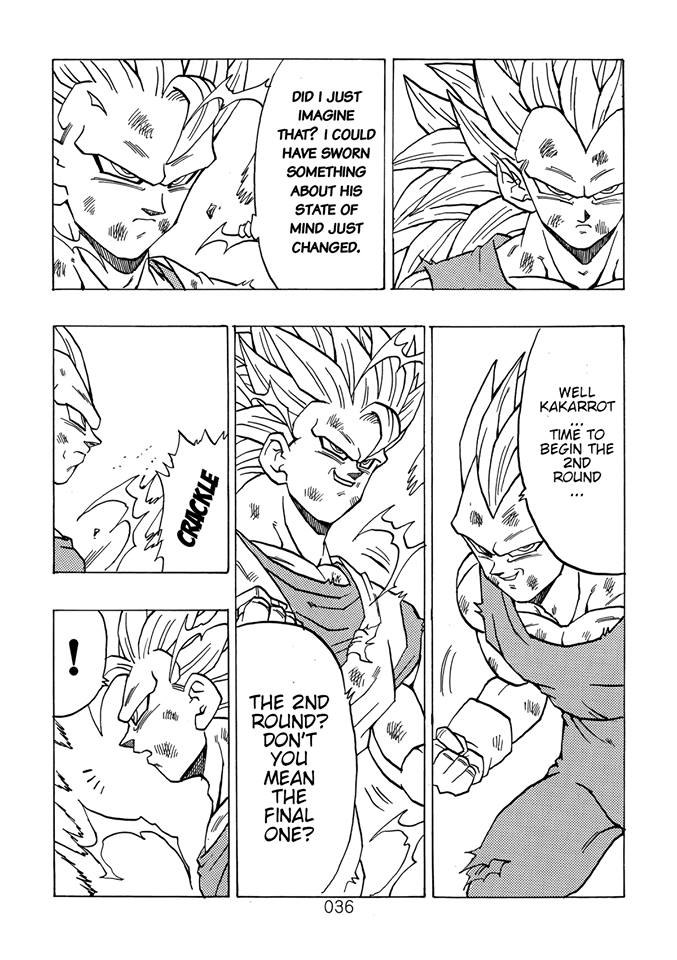 DID I JUST
IMAGINE
THAT? I COULD
HAVE SWORN
SOMETHING
ABOUT HIS
STATE OF
MIND JUST
CHANGED.
WELL
KAKARROT
...
TIME TO
BEGIN THE
2ND
ROUND
...
THE 2ND
ROUND?
DON'T
YOU
MEAN
THE
FINAL
ONE?
CRACKLE
!
036